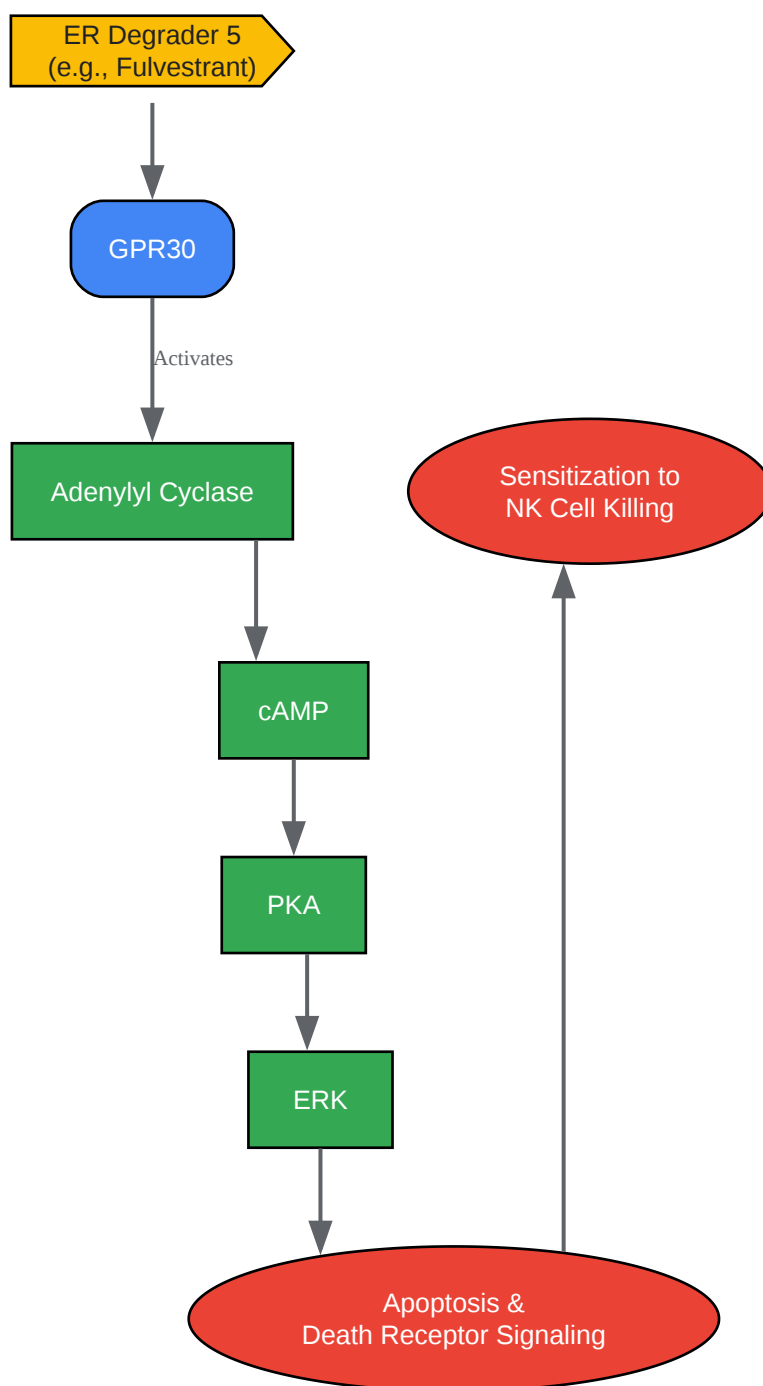 ER Degrader 5
(e.g., Fulvestrant)
GPR30
Activates
Adenylyl Cyclase
Sensitization to
NK Cell Killing
cAMP
PKA
ERK
Apoptosis &
Death Receptor Signaling